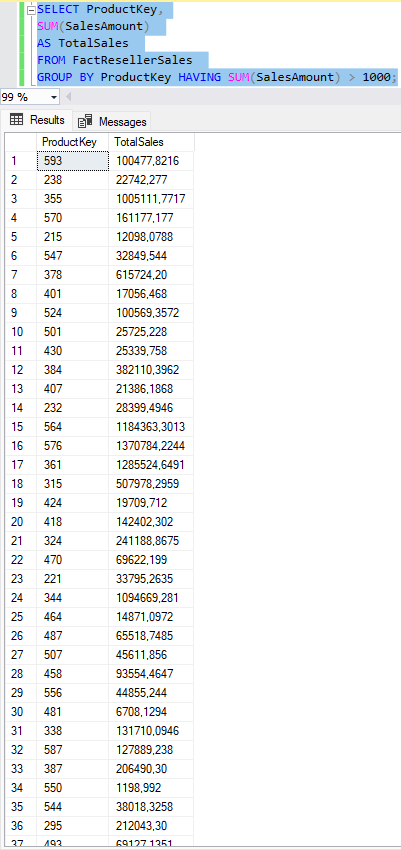 SELECT ProductKey,
SUM(SalesAmount)
AS TotalSales
FROM FactResellerSales
GROUP BY ProductKey HAVING SUM(SalesAmount) > 1000;
99 %
Results Messages
ProductKey TotalSales
1 593 100477,8216
2 238 22742,277
3 355 1005111,7717
4 570 161177,177
5 215 12098,0788
6 547 32849,544
7 378 615724,20
8 401 17056,468
9 524 100569,3572
10 501 25725,228
11 430 25339,758
12 384 382110,3962
13 407 21386,1868
14 232 28399,4946
15 564 1184363,3013
16 576 1370784,2244
17 361 1285524,6491
18 315 507978,2959
19 424 19709,712
20 418 142402,302
21 324 241188,8675
22 470 69622,199
23 221 33795,2635
24 344 1094669,281
25 464 14871,0972
26 487 65518,7485
27 507 45611,856
28 458 93554,4647
29 556 44855,244
30 481 6708,1294
31 338 131710,0946
32 587 127889,238
33 387 206490,30
34 550 1198,992
35 544 38018,3258
36 295 212043,30
37 493 69127,1351